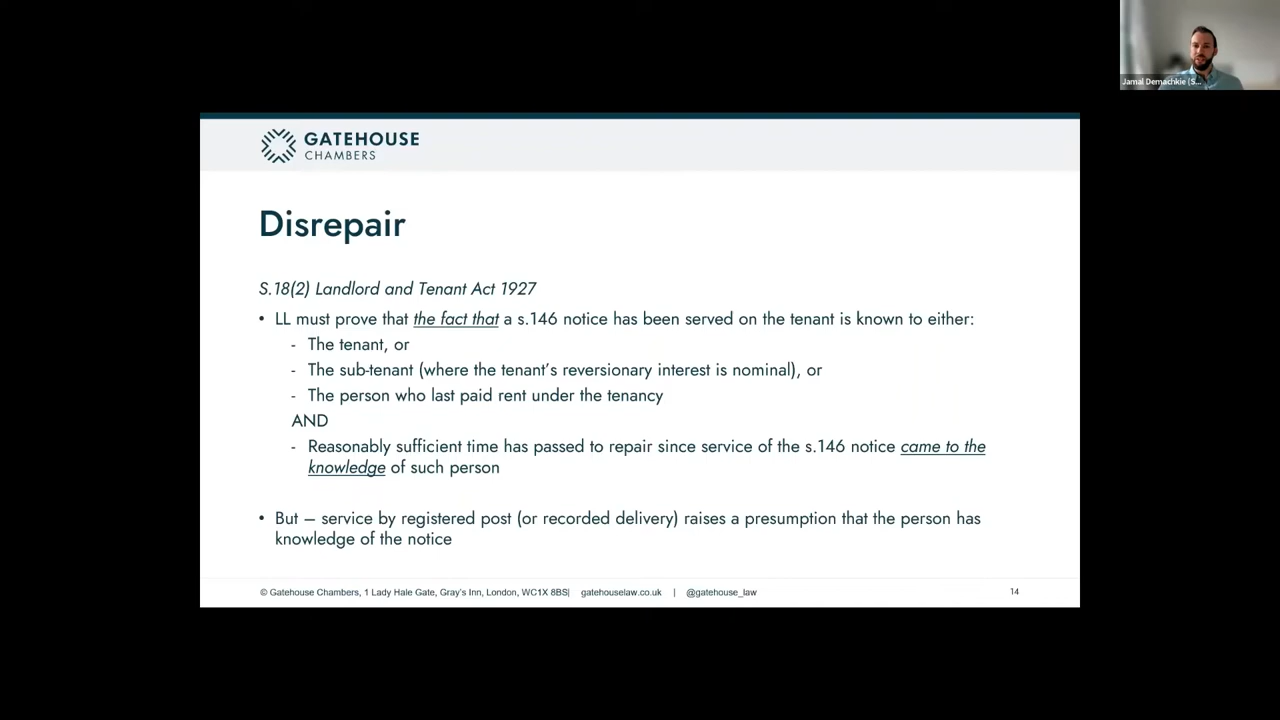 Jamal Demachkie (S...
GATEHOUSE
CHAMBERS
Disrepair
S.18(2) Landlord and Tenant Act 1927
• LL must prove that the fact that a s.146 notice has been served on the tenant is known to either:
- The tenant, or
- The sub-tenant (where the tenant's reversionary interest is nominal), or
- The person who last paid rent under the tenancy
AND
- Reasonably sufficient time has passed to repair since service of the s.146 notice came to the
knowledge of such person
• But – service by registered post (or recorded delivery) raises a presumption that the person has
knowledge of the notice
© Gatehouse Chambers, 1 Lady Hale Gate, Gray's Inn, London, WC1X 8BS| gatehouselaw.co.uk | @gatehouse_law 14